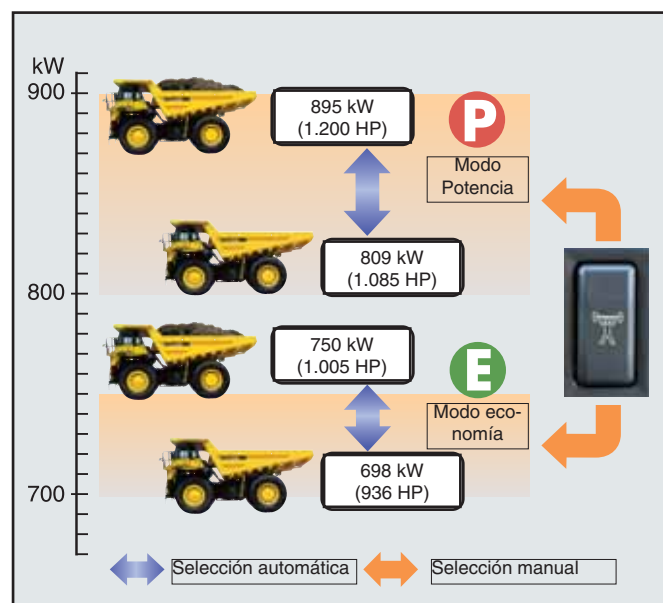 kW
900
895 kW
(1.200 HP)
P
Modo
Potencia
809 kW
(1.085 HP)
800
750 kW
(1.005 HP)
E
Modo eco-
nomía
698 kW
(936 HP)
700
Selección automática
Selección manual